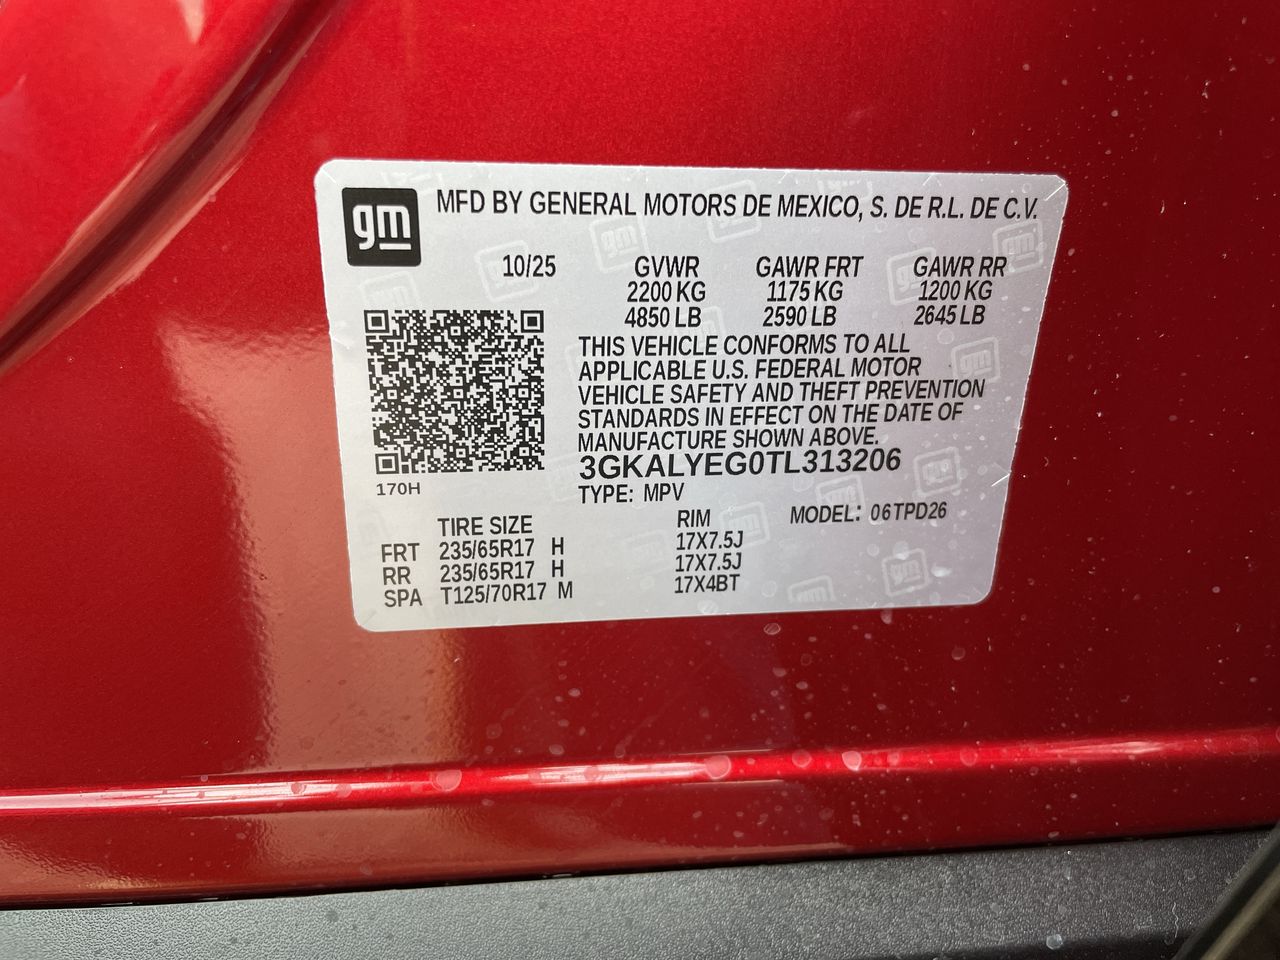 gm
MFD BY GENERAL MOTORS DE MEXICO, S. DE R.L. DE C.V.
10/25 GVWR GAWR FRT GAWR RR
2200 KG 1175 KG 1200 KG
4850 LB 2590 LB 2645 LB
THIS VEHICLE CONFORMS TO ALL
APPLICABLE U.S. FEDERAL MOTOR
VEHICLE SAFETY AND THEFT PREVENTION
STANDARDS IN EFFECT ON THE DATE OF
MANUFACTURE SHOWN ABOVE.
3GKALYEG0TL313206
170H
TYPE: MPV
TIRE SIZE RIM MODEL: 06TPD26
FRT 235/65R17 H 17X7.5J
RR 235/65R17 H 17X7.5J
SPA T125/70R17 M 17X4BT